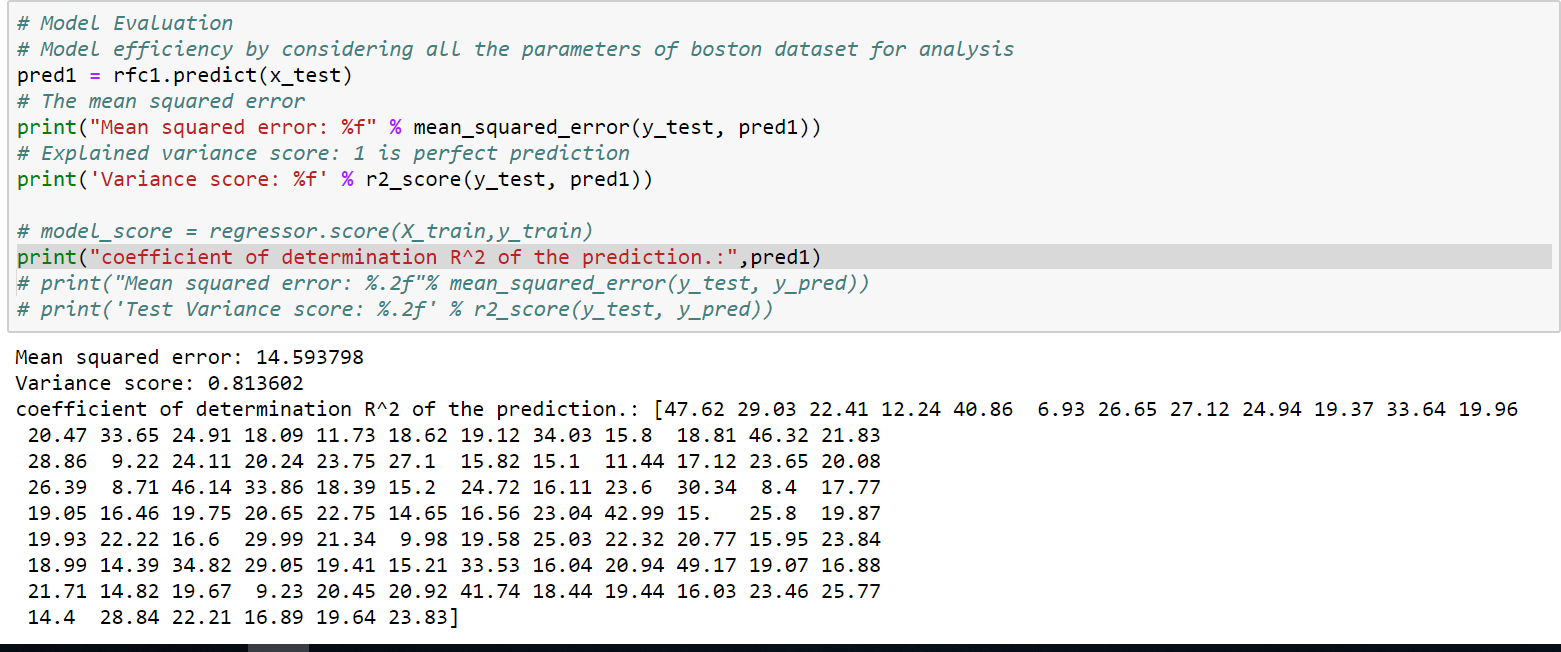 # Model Evaluation
# Model efficiency by considering all the parameters of boston dataset for analysis
pred1 = rfc1.predict(x_test)
# The mean squared error
print("Mean squared error: %f" % mean_squared_error(y_test, pred1))
# Explained variance score: 1 is perfect prediction
print('Variance score: %f' % r2_score(y_test, pred1))
# model_score = regressor.score(X_train,y_train)
print("coefficient of determination R^2 of the prediction.:",pred1)
# print("Mean squared error: %.2f"% mean_squared_error(y_test, y_pred))
# print('Test Variance score: %.2f' % r2_score(y_test, y_pred))
Mean squared error: 14.593798
Variance score: 0.813602
coefficient of determination R^2 of the prediction.: [47.62 29.03 22.41 12.24 40.86  6.93 26.65 27.12 24.94 19.37 33.64 19.96
 20.47 33.65 24.91 18.09 11.73 18.62 19.12 34.03 15.8  18.81 46.32 21.83
 28.86  9.22 24.11 20.24 23.75 27.1  15.82 15.1  11.44 17.12 23.65 20.08
 26.39  8.71 46.14 33.86 18.39 15.2  24.72 16.11 23.6  30.34  8.4  17.77
 19.05 16.46 19.75 20.65 22.75 14.65 16.56 23.04 42.99 15.   25.8  19.87
 19.93 22.22 16.6  29.99 21.34  9.98 19.58 25.03 22.32 20.77 15.95 23.84
 18.99 14.39 34.82 29.05 19.41 15.21 33.53 16.04 20.94 49.17 19.07 16.88
 21.71 14.82 19.67  9.23 20.45 20.92 41.74 18.44 19.44 16.03 23.46 25.77
 14.4  28.84 22.21 16.89 19.64 23.83]